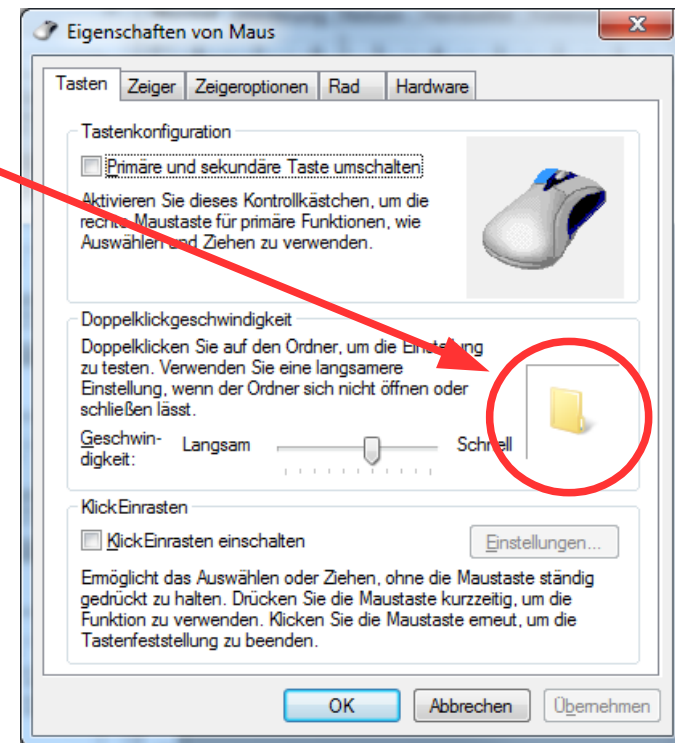 Eigenschaften von Maus
X
Tasten Zeiger Zeigeroptionen Rad Hardware
Tastenkonfiguration
Primäre und sekundäre Taste umschalten
Aktivieren Sie dieses Kontrollkästchen, um die
rechte Maustaste für primäre Funktionen, wie
Auswählen und Ziehen zu verwenden.
Doppelklickgeschwindigkeit
Doppelklicken Sie auf den Ordner, um die Einstellung
zu testen. Verwenden Sie eine langsamere
Einstellung, wenn der Ordner sich nicht öffnen oder
schließen lässt.
Geschwin-
digkeit:
Langsam Schnell
KlickEinrasten
KlickEinrasten einschalten
Einstellungen...
Ermöglicht das Auswählen oder Ziehen, ohne die Maustaste ständig
gedrückt zu halten. Drücken Sie die Maustaste kurzzeitig, um die
Funktion zu verwenden. Klicken Sie die Maustaste erneut, um die
Tastenfeststellung zu beenden.
OK Abbrechen Übernehmen